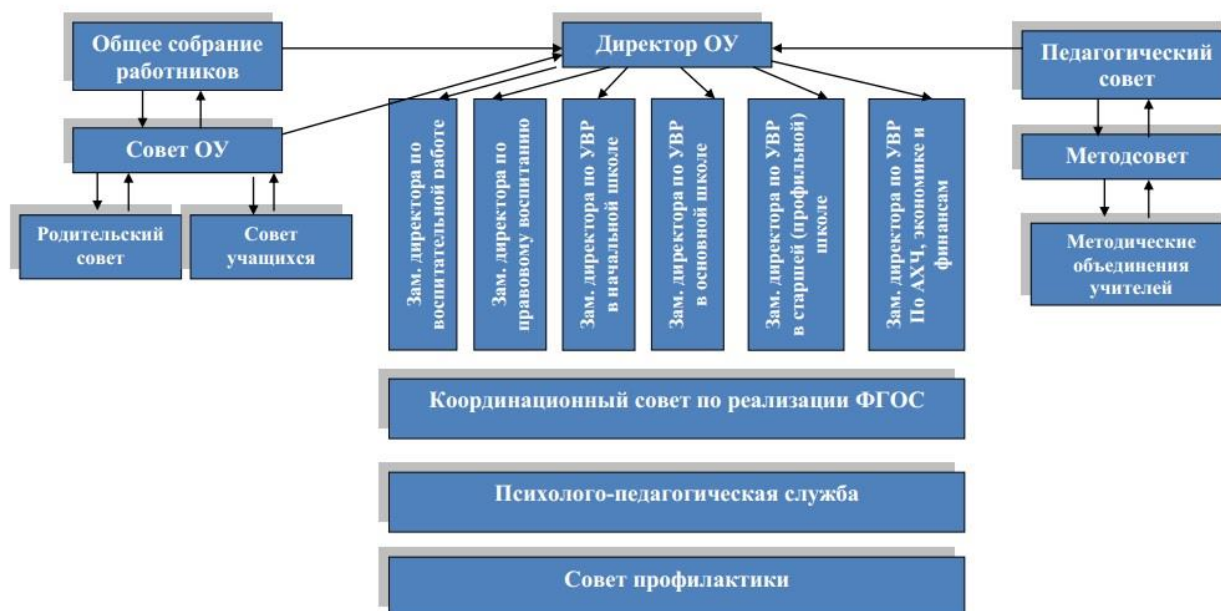 Общее собрание
работников
Директор ОУ
Педагогический
совет
Совет ОУ
Методсовет
Родительский
совет
Совет
учащихся
Методические
объединения
учителей
Зам. директора по
воспитательной работе
Зам. директора по
правовому воспитанию
Зам. директора по УВР
в начальной школе
Зам. директора по УВР
в основной школе
Зам. директора по УВР
в старшей (профильной)
школе
Зам. директора по УВР
По АХЧ, экономике и
финансам
Координационный совет по реализации ФГОС
Психолого-педагогическая служба
Совет профилактики